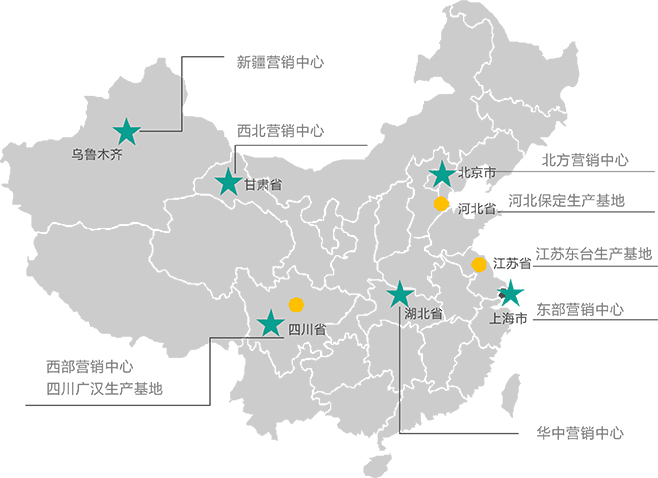 新疆营销中心
乌鲁木齐
西北营销中心
甘肃省
北方营销中心
北京市
河北保定生产基地
河北省
江苏东台生产基地
江苏省
东部营销中心
上海市
湖北省
四川省
西部营销中心
四川广汉生产基地
华中营销中心